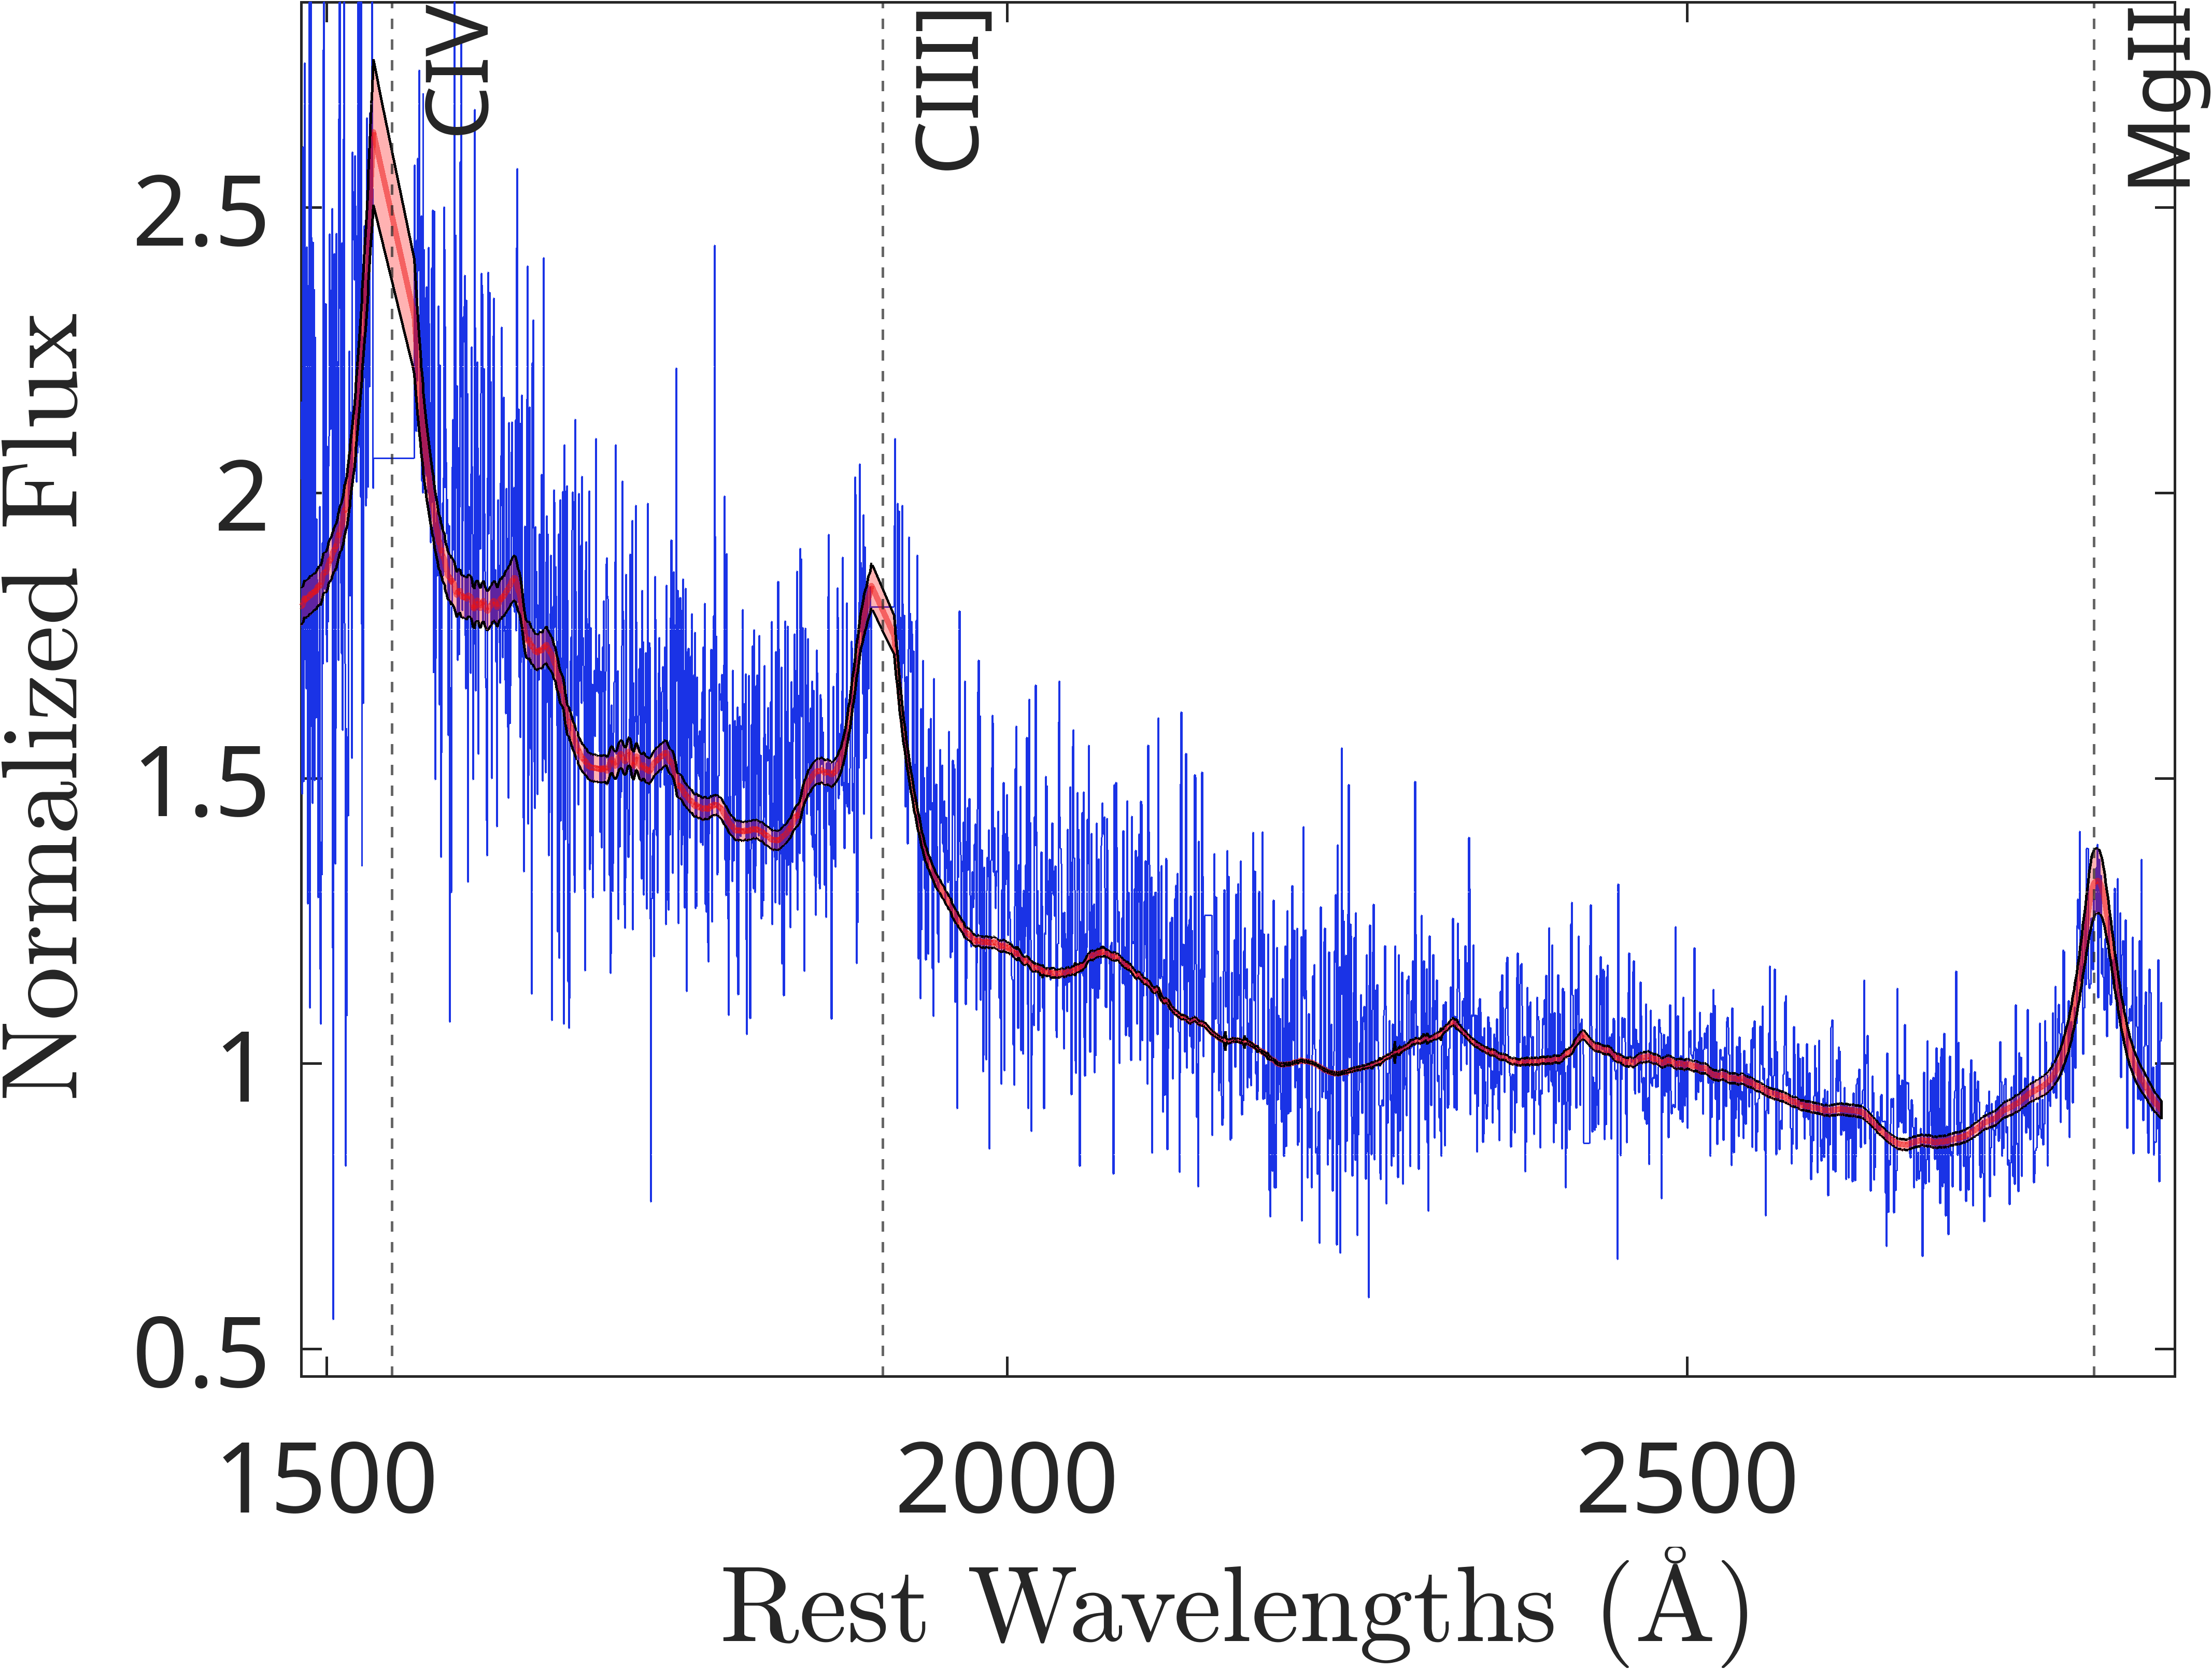 CIV
CIII]
MgII
Normalized Flux
2.5
2
1.5
1
0.5
1500
2000
2500
Rest Wavelengths (Å)